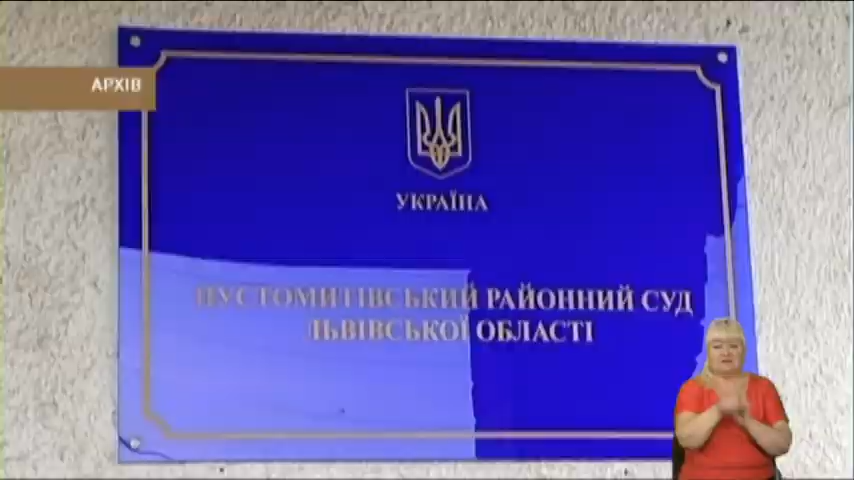 АРХІВ
УКРАЇНА
ПУСТОМИТІВСЬКИЙ РАЙОННИЙ СУД
ЛЬВІВСЬКОЇ ОБЛАСТІ